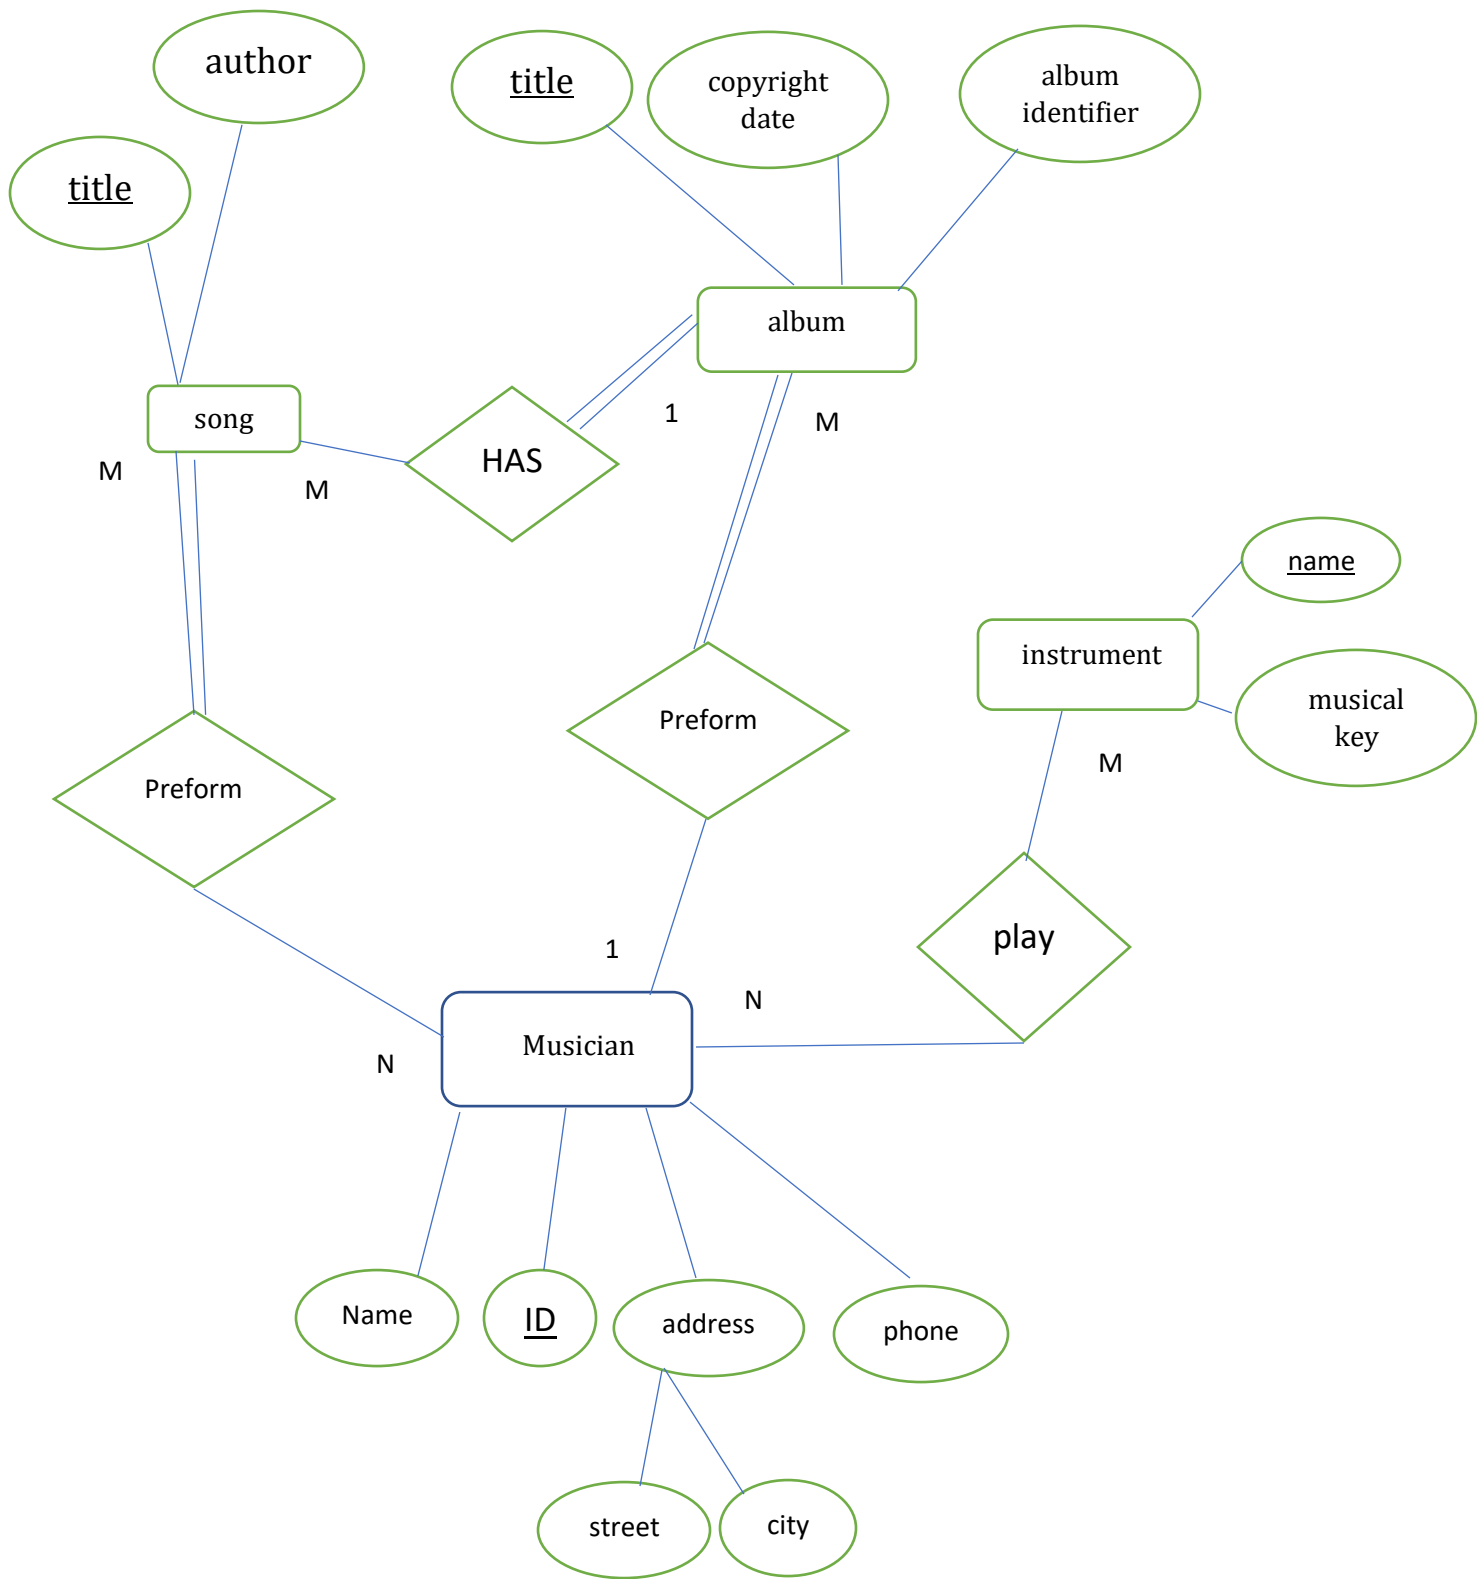 author
title
title
copyright
date
album
identifier
album
song
1
M
M
M
HAS
name
instrument
musical
key
Preform
M
Preform
play
1
N
Musician
N
Name
ID
address
phone
street
city